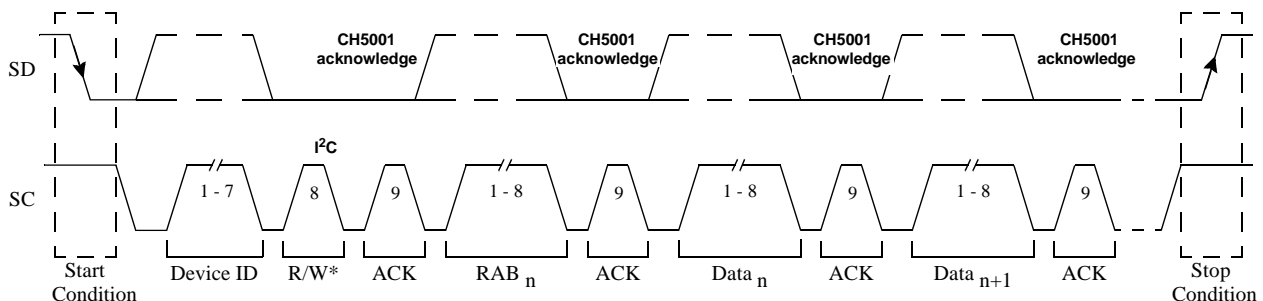 CH5001
acknowledge
CH5001
acknowledge
CH5001
acknowledge
CH5001
acknowledge
SD
I²C
SC
1 - 7
8
9
1 - 8
9
1 - 8
9
1 - 8
9
Start
Condition
Device ID
R/W*
ACK
RAB n
ACK
Data n
ACK
Data n+1
ACK
Stop
Condition